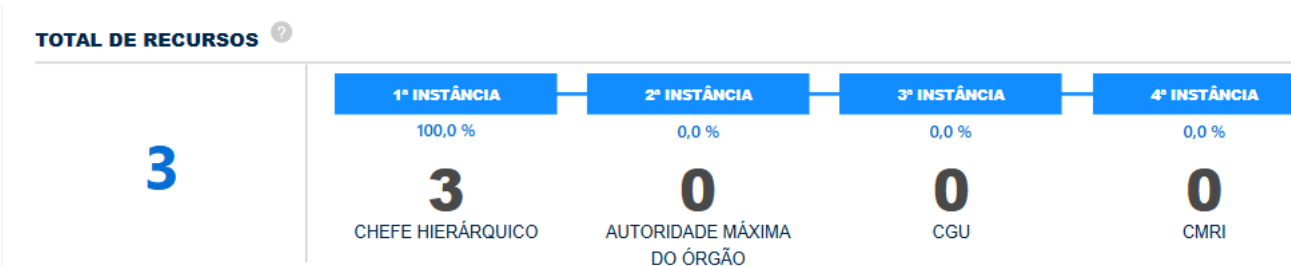 TOTAL DE RECURSOS ?
1ª INSTÂNCIA 2ª INSTÂNCIA 3ª INSTÂNCIA 4ª INSTÂNCIA
100,0 % 0,0 % 0,0 % 0,0 %
3 3 0 0 0
CHEFE HIERÁRQUICO AUTORIDADE MÁXIMA CGU CMRI
DO ÓRGÃO